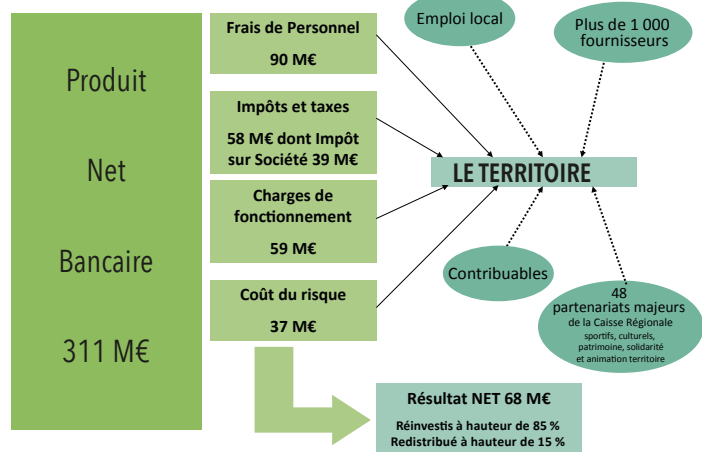 Produit
Net
Bancaire
311 M€
Frais de Personnel
90 M€
Impôts et taxes
58 M€ dont Impôt
sur Société 39 M€
Charges de
fonctionnement
59 M€
Coût du risque
37 M€
Emploi local
Plus de 1 000
fournisseurs
LE TERRITOIRE
Contribuables
48
partenariats majeurs
de la Caisse Régionale
sportifs, culturels,
patrimoine, solidarité
et animation territoire
Résultat NET 68 M€
Réinvestis à hauteur de 85 %
Redistribué à hauteur de 15 %